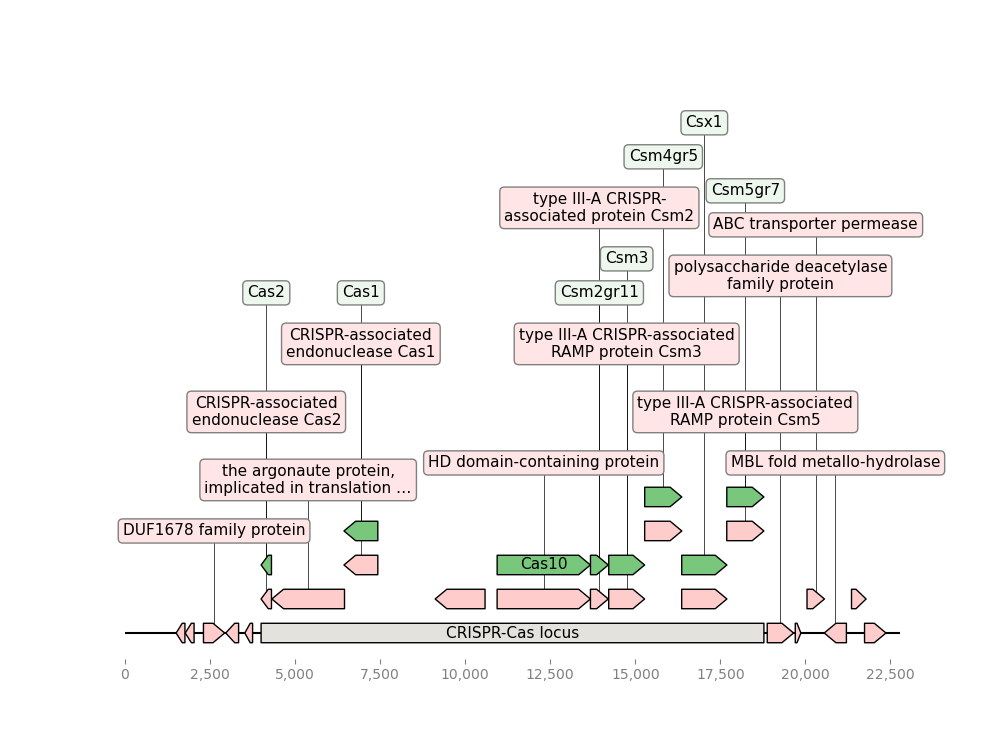 Csx1
Csm4gr5
Csm5gr7
type III-A CRISPR-
associated protein Csm2
ABC transporter permease
Csm3
polysaccharide deacetylase
family protein
Cas2
Cas1
Csm2gr11
CRISPR-associated
endonuclease Cas1
type III-A CRISPR-associated
RAMP protein Csm3
CRISPR-associated
endonuclease Cas2
type III-A CRISPR-associated
RAMP protein Csm5
the argonaute protein,
implicated in translation ...
HD domain-containing protein
MBL fold metallo-hydrolase
DUF1678 family protein
Cas10
CRISPR-Cas locus
0 2,500 5,000 7,500 10,000 12,500 15,000 17,500 20,000 22,500